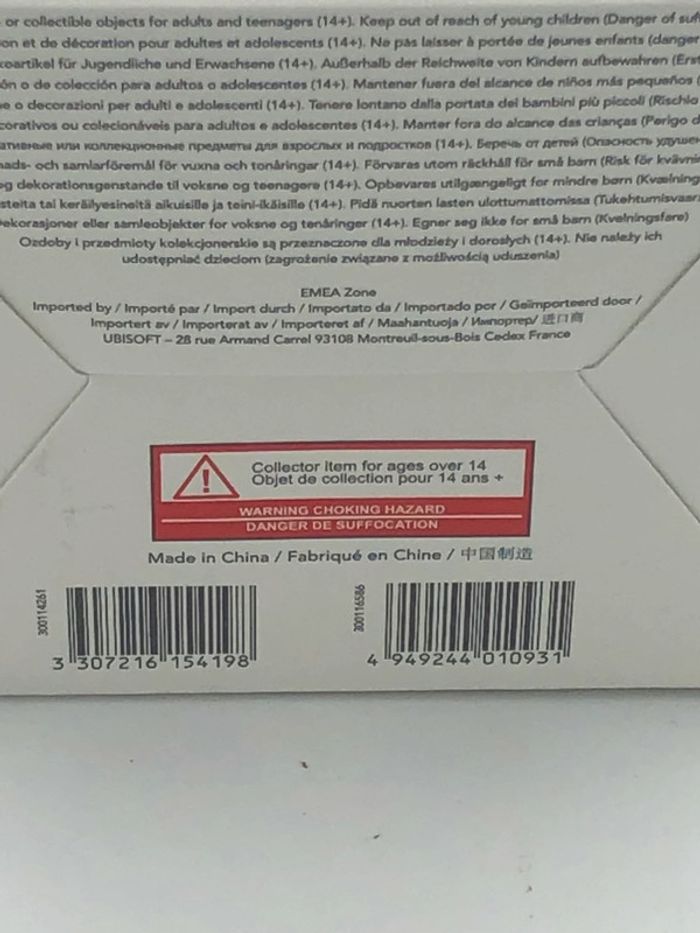 or collectible objects for adults and teenagers (14+). Keep out of reach of young children (Danger of
on et de décoration pour adultes et adolescents (14+). Ne pas laisser à portée de jeunes enfants (danger
artikel für Jugendliche und Erwachsene (14+). Außerhalb der Reichweite von Kindern aufbewahren
ón o de colección para adultos o adolescentes (14+). Mantener fuera del alcance de niños más pequeños (
e o decorazioni per adulti e adolescenti (14+). Tenere lontano dalla portata dei bambini più piccoli (Rischio
corativos ou colecionáveis para adultos e adolescentes (14+). Manter fora do alcance das crianças (Perigo d
ативные или коллекционные предметы для взрослых и подростков (14+). Беречь от детей (Опасность удушен
nads- och samlarföremål för vuxna och tonåringar (14+). Förvaras utom räckhåll för små barn (Risk för kvävnin
og dekorationsgenstande til voksne og teenagere (14+). Opbevares utilgængeligt for mindre børn (Kvælning
steita tai keräilyesineitä aikuisille ja teini-ikäisille (14+). Pidä nuorten lasten ulottumattomissa (Tukehtumisvaar
ekorasjoner eller samleobjekter for voksne og tenåringer (14+). Egner seg ikke for små barn (Kvelningsfare)
Ozdoby i przedmioty kolekcjonerskie są przeznaczone dla młodzieży i dorosłych (14+). Nie należy ich
udostępniać dzieciom (zagrożenie związane z możliwością uduszenia)
EMEA Zone
Imported by / Importé par / Import durch / Importato da / Importado por / Geïmporteerd door /
Importert av / Importerat av / Importeret af / Maahantuoja / Импортер/ 进口商
UBISOFT – 28 rue Armand Carrel 93108 Montreuil-sous-Bois Cedex France
Collector item for ages over 14
Objet de collection pour 14 ans +
WARNING CHOKING HAZARD
DANGER DE SUFFOCATION
Made in China / Fabriqué en Chine / 中国制造
300114261
300116586
3 307216 154198
4 949244 010931